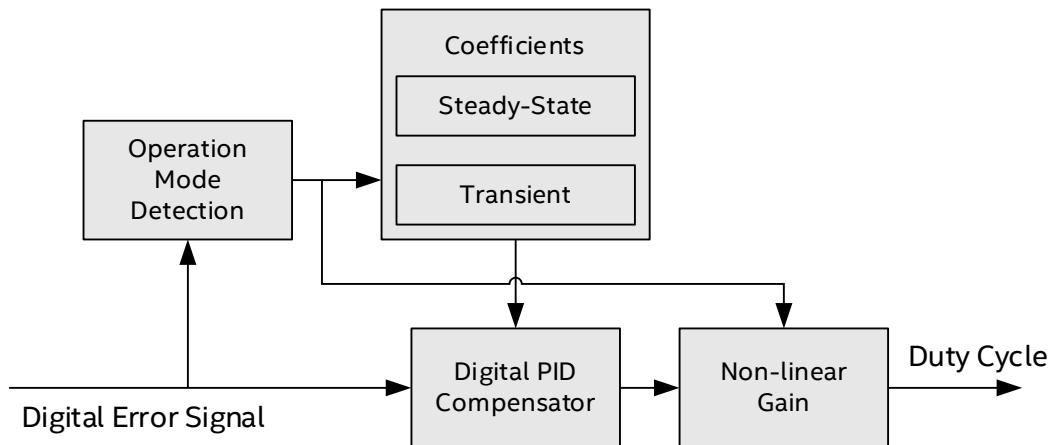 Coefficients
Steady-State
Operation
Mode
Detection
Transient
Digital Error Signal
Digital PID
Compensator
Non-linear
Gain
Duty Cycle